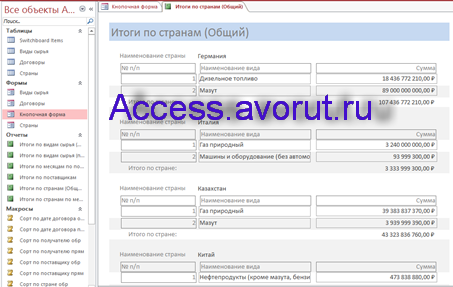 Все объекты A...
Поиск...
Таблицы
Switchboard Items
Виды сырья
Договоры
Страны
Формы
Виды сырья
Договоры
Кнопочная форма
Страны
Отчеты
Итоги по видам сырья (п...
Итоги по видам сырья (п...
Итоги по месяцам по по...
Итоги по поставщикам
Итоги по странам (Общ...
Итоги по странам по ме...
Макросы
Сорт по дате договора о...
Сорт по дате договора п...
Сорт по получателю обр
Сорт по получателю прям
Сорт по поставщику обр
Сорт по поставщику прям
Сорт по стране обр
Кнопочная форма
Итоги по странам (Общий)
Итоги по странам (Общий)
Наименование страны Германия
№ п/п Наименование вида Сумма
1 Дизельное топливо 18 436 772 210,00 ₽
2 Мазут 89 000 000 000,00 ₽
107 436 772 210,00 ₽
Access.avorut.ru
Наименование страны Италия
№ п/п Наименование вида Сумма
1 Газ природный 3 240 000 000,00 ₽
2 Машины и оборудование (без автомо 93 999 300,00 ₽
Итого по стране: 3 333 999 300,00 ₽
Наименование страны Казахстан
№ п/п Наименование вида Сумма
1 Газ природный 39 383 837 370,00 ₽
2 Мазут 3 939 999 390,00 ₽
Итого по стране: 43 323 836 760,00 ₽
Наименование страны Китай
№ п/п Наименование вида Сумма
1 Нефтепродукты (кроме мазута, бензи 473 838 880,00 ₽